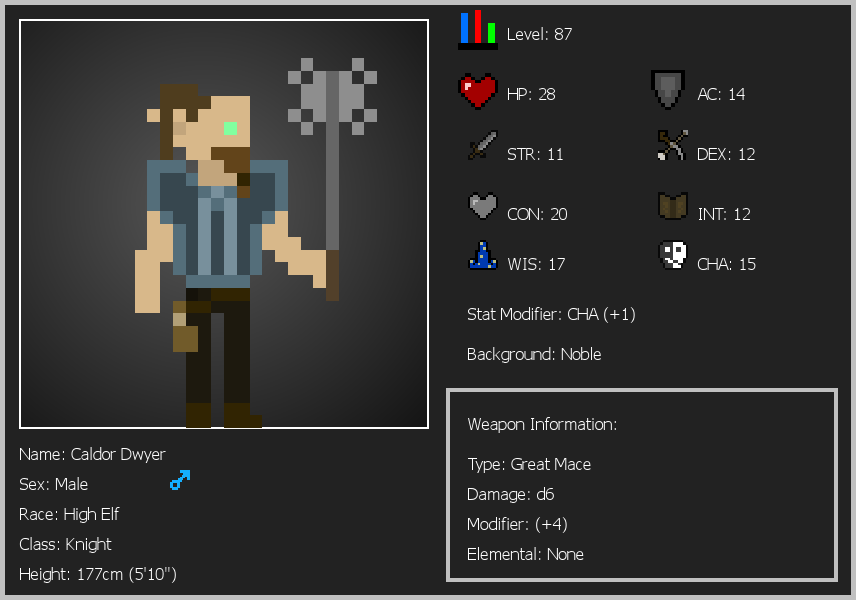 Level: 87
HP: 28
AC: 14
STR: 11
DEX: 12
CON: 20
INT: 12
WIS: 17
CHA: 15
Stat Modifier: CHA (+1)
Background: Noble
Weapon Information:
Type: Great Mace
Damage: d6
Modifier: (+4)
Elemental: None
Name: Caldor Dwyer
Sex: Male
Race: High Elf
Class: Knight
Height: 177cm (5'10")